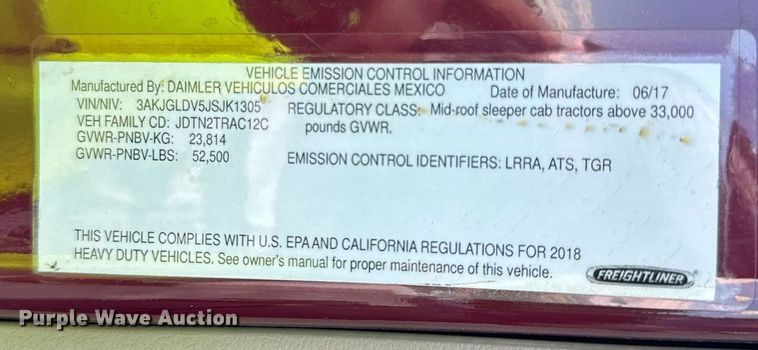 VEHICLE EMISSION CONTROL INFORMATION
Manufactured By: DAIMLER VEHICULOS COMERCIALES MEXICO Date of Manufacture: 06/17
VIN/NIV: 3AKJGLDV5JSJK1305 REGULATORY CLASS: Mid-roof sleeper cab tractors above 33,000
VEH FAMILY CD: JDTN2TRAC12C pounds GVWR.
GVWR-PNBV-KG: 23,814
GVWR-PNBV-LBS: 52,500 EMISSION CONTROL IDENTIFIERS: LRRA, ATS, TGR
THIS VEHICLE COMPLIES WITH U.S. EPA AND CALIFORNIA REGULATIONS FOR 2018
HEAVY DUTY VEHICLES. See owner's manual for proper maintenance of this vehicle.
FREIGHTLINER
Purple Wave Auction